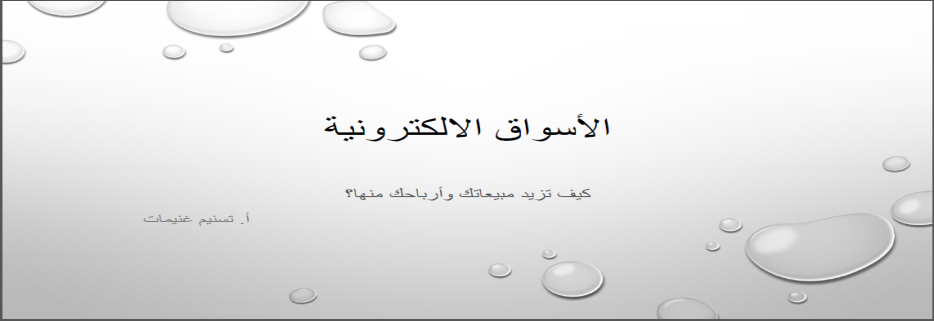 الأسواق الالكترونية
كيف تزيد مبيعاتك وأرباحك منها؟
أ. تسنيم غنيمات